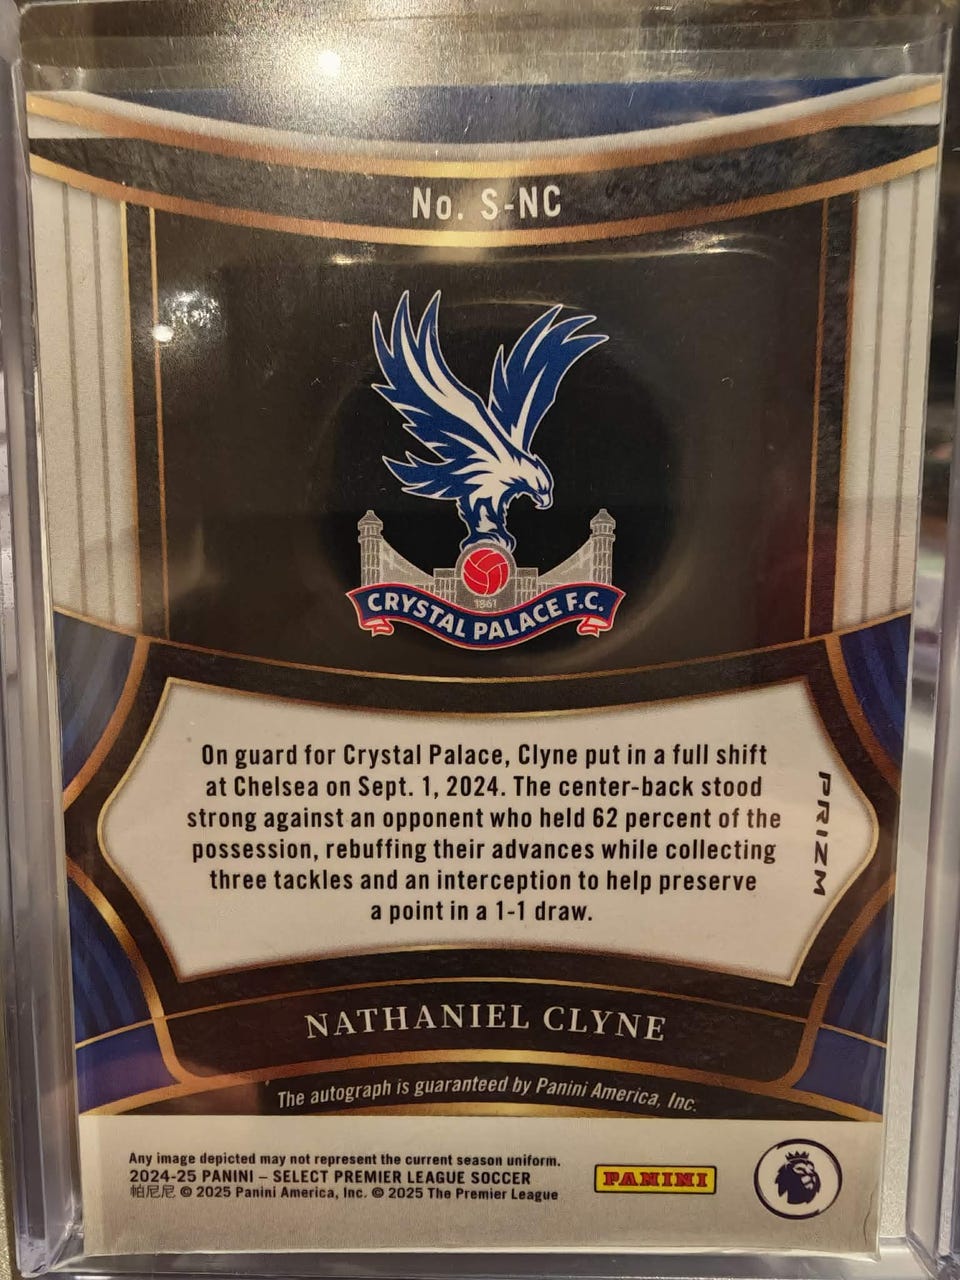 No. S-NC
1861
CRYSTAL PALACE F.C.
On guard for Crystal Palace, Clyne put in a full shift
at Chelsea on Sept. 1, 2024. The center-back stood
strong against an opponent who held 62 percent of the
possession, rebuffing their advances while collecting
three tackles and an interception to help preserve
a point in a 1-1 draw.
PRIZM
NATHANIEL CLYNE
The autograph is guaranteed by Panini America, Inc.
Any image depicted may not represent the current season uniform.
2024-25 PANINI – SELECT PREMIER LEAGUE SOCCER
帕尼尼 © 2025 Panini America, Inc. © 2025 The Premier League
PANINI